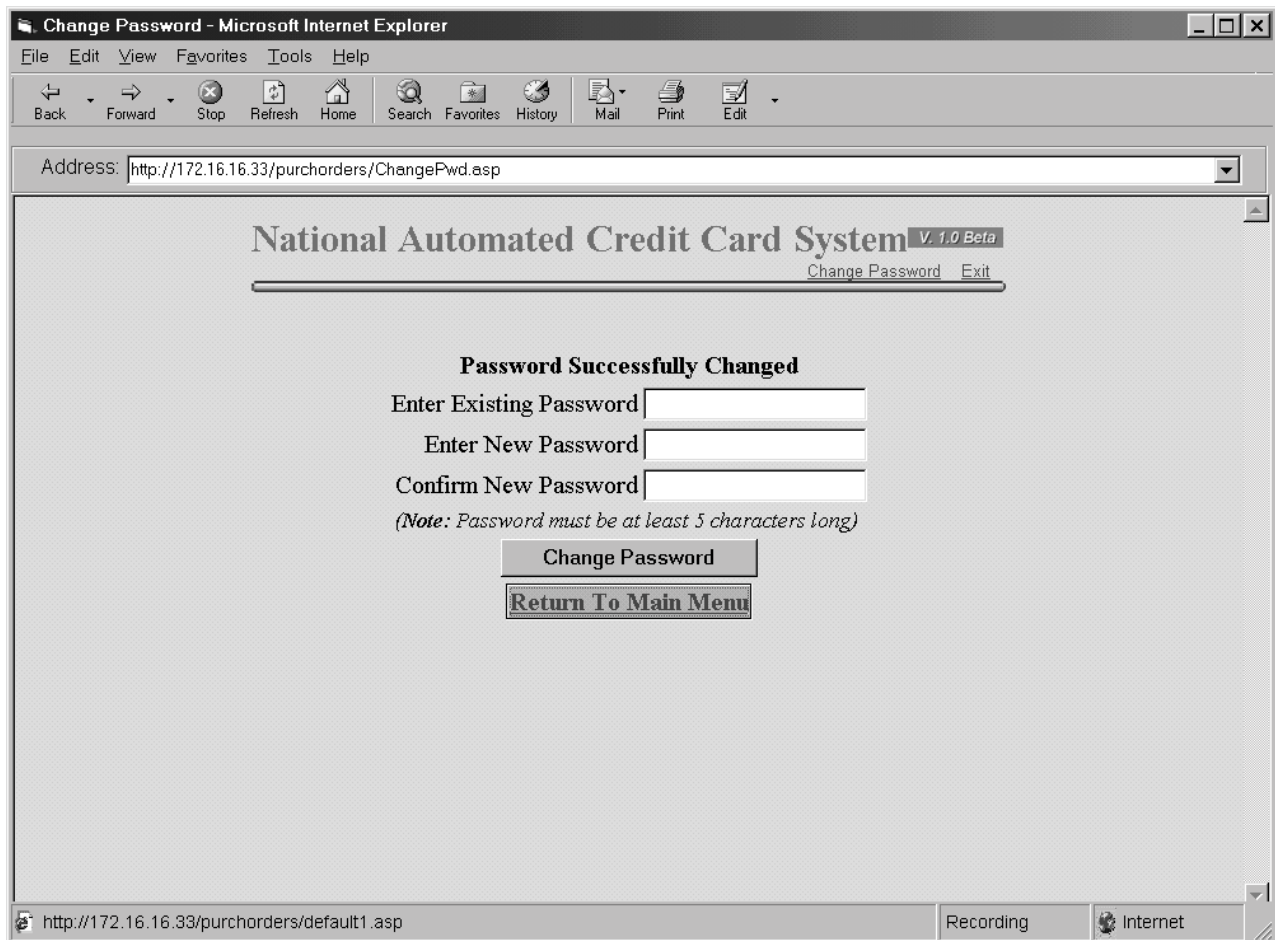 Change Password - Microsoft Internet Explorer
File Edit View Favorites Tools Help
Back Forward Stop Refresh Home Search Favorites History Mail Print Edit
Address: http://172.16.16.33/purchorders/ChangePwd.asp
National Automated Credit Card System V. 1.0 Beta
Change Password Exit
Password Successfully Changed
Enter Existing Password
Enter New Password
Confirm New Password
(Note: Password must be at least 5 characters long)
Change Password
Return To Main Menu
http://172.16.16.33/purchorders/default1.asp Recording Internet